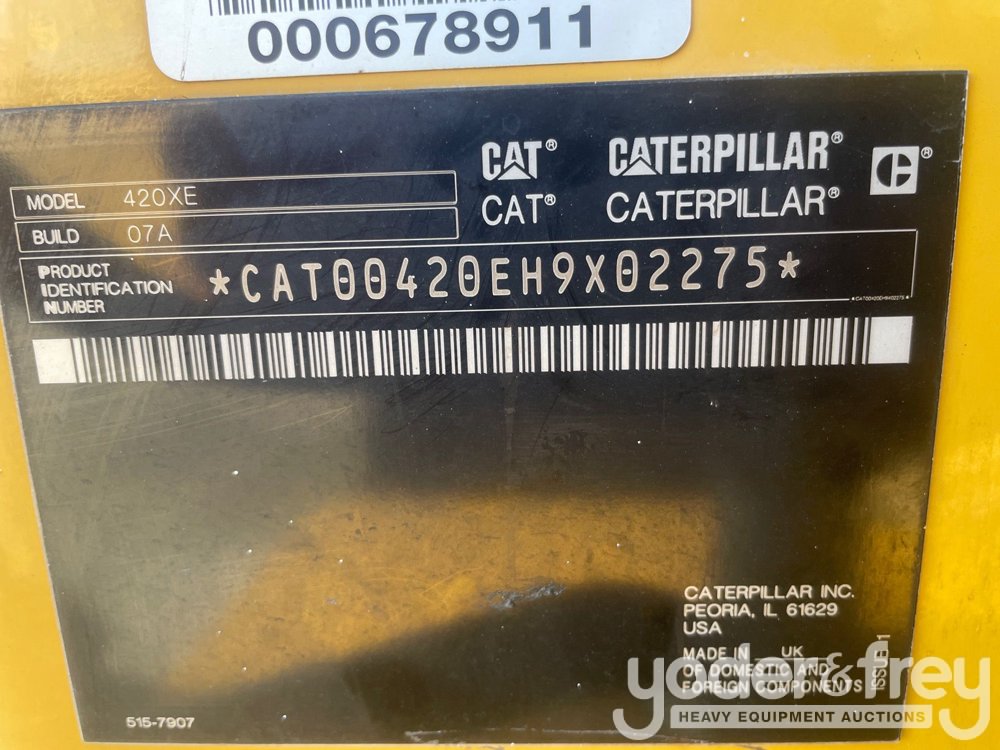 000678911
CAT® CATERPILLAR®
CAT® CATERPILLAR®
MODEL 420XE
BUILD 07A
PRODUCT
IDENTIFICATION
NUMBER
*CAT00420EH9X02275*
*CAT00420EH9X02275*
CATERPILLAR INC.
PEORIA, IL 61629
USA
MADE IN UK
OF DOMESTIC AND
FOREIGN COMPONENTS
515-7907
yoder&frey
HEAVY EQUIPMENT AUCTIONS